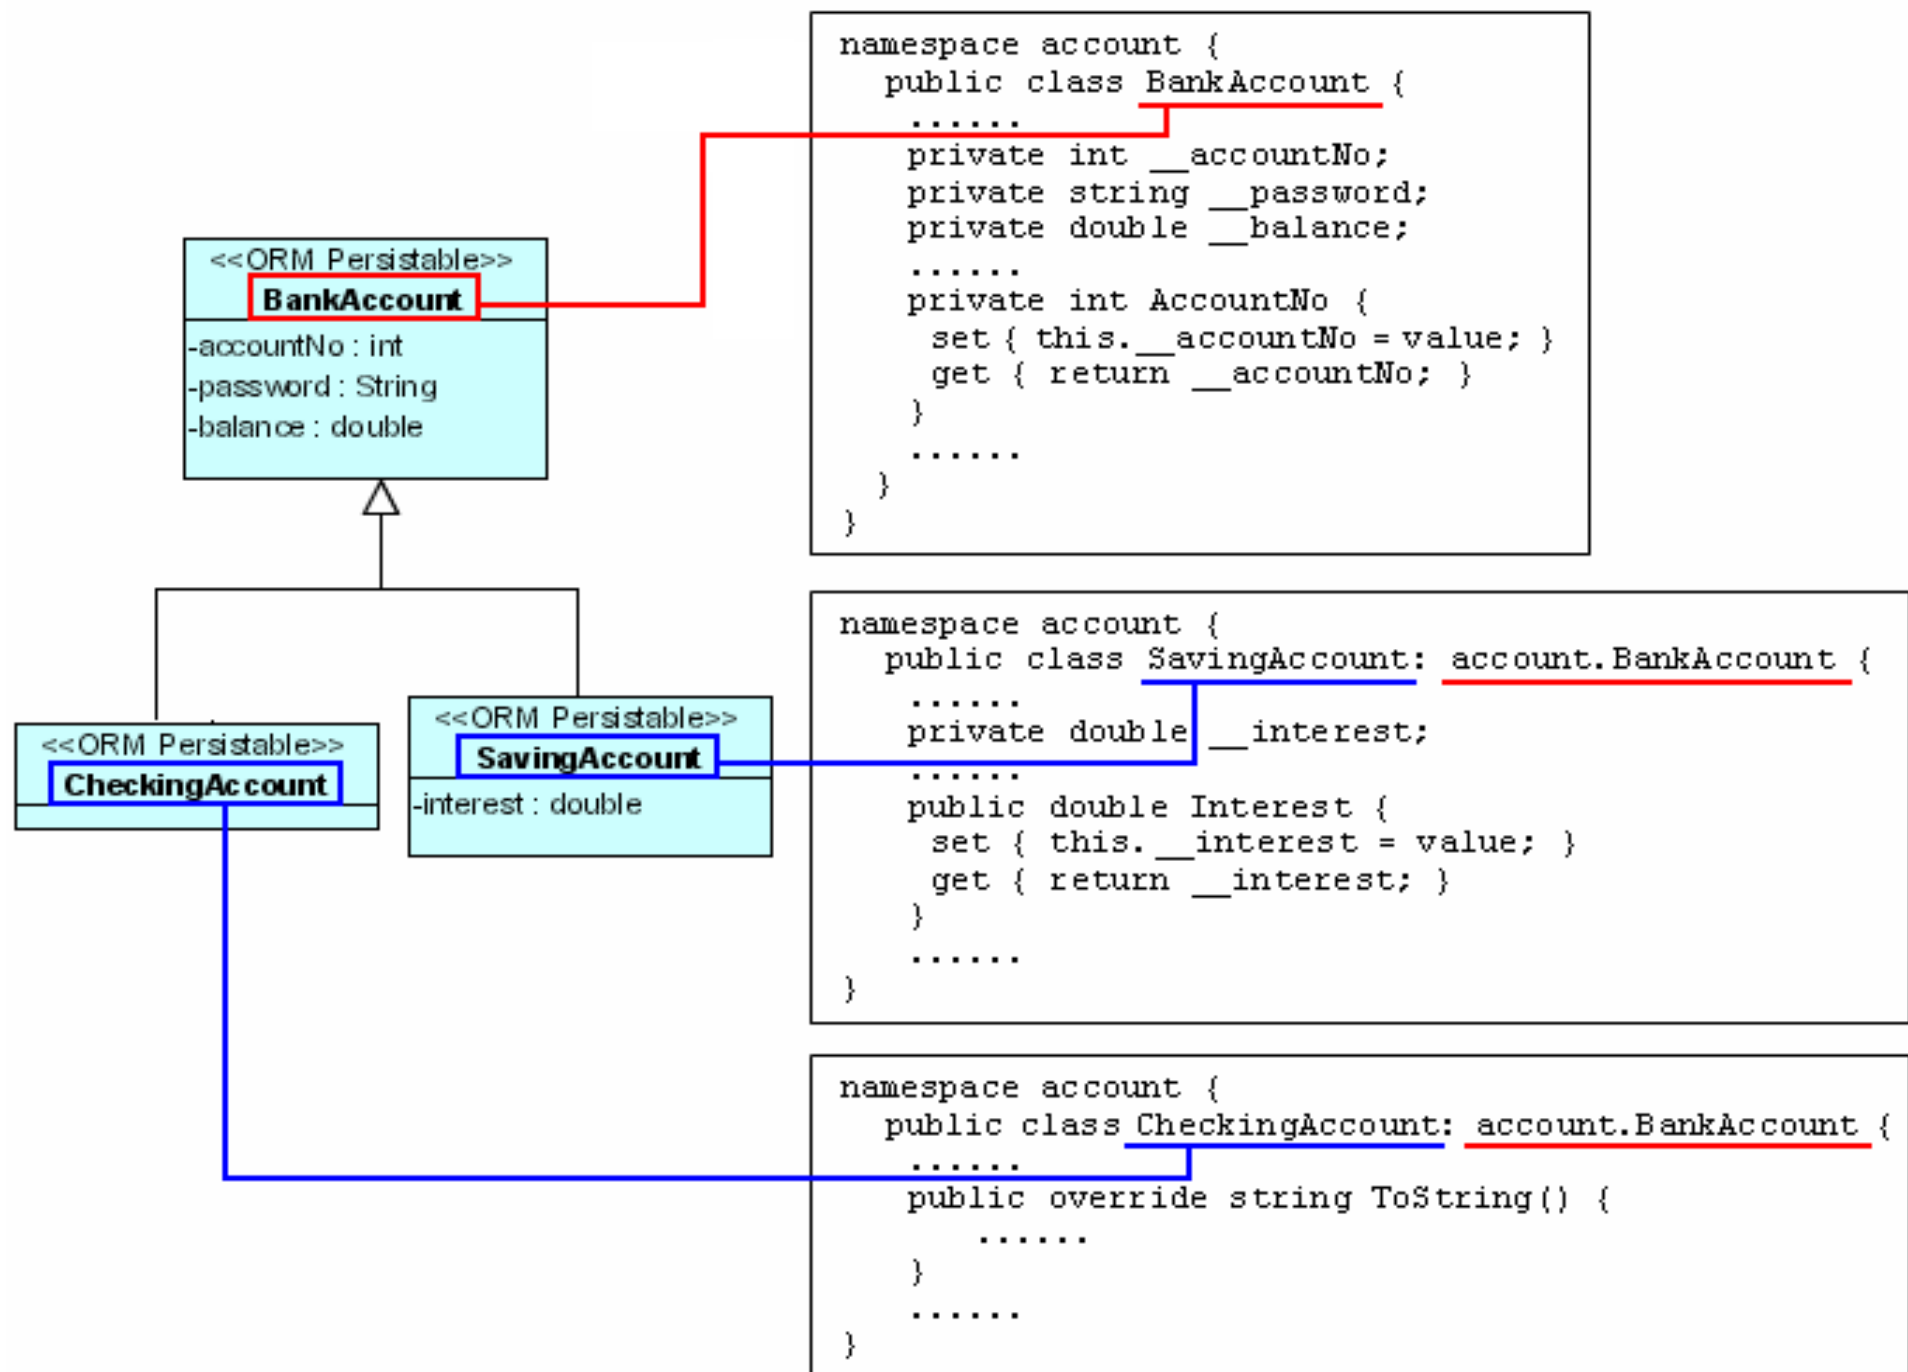 <<ORM Persistable>>
BankAccount
-accountNo : int
-password : String
-balance : double
<<ORM Persistable>>
CheckingAccount
<<ORM Persistable>>
SavingAccount
-interest : double
namespace account {
public class BankAccount {
......
private int __accountNo;
private string __password;
private double __balance;
......
private int AccountNo {
set { this.__accountNo = value; }
get { return __accountNo; }
}
......
}
}
namespace account {
public class SavingAccount: account.BankAccount {
......
private double __interest;
......
public double Interest {
set { this.__interest = value; }
get { return __interest; }
}
......
}
namespace account {
public class CheckingAccount: account.BankAccount {
......
public override string ToString() {
......
}
......
}